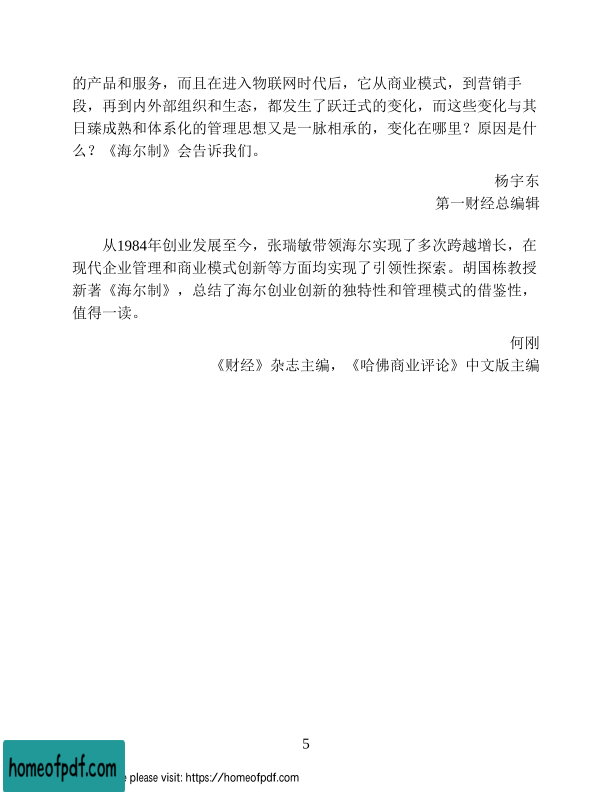 的产品和服务，而且在进入物联网时代后，它从商业模式，到营销手
段，再到内外部组织和生态，都发生了跃迁式的变化，而这些变化与其
日臻成熟和体系化的管理思想又是一脉相承的，变化在哪里？原因是什
么？《海尔制》会告诉我们。
杨宇东
第一财经总编辑
从1984年创业发展至今，张瑞敏带领海尔实现了多次跨越增长，在
现代企业管理和商业模式创新等方面均实现了引领性探索。胡国栋教授
新著《海尔制》，总结了海尔创业创新的独特性和管理模式的借鉴性，
值得一读。
何刚
《财经》杂志主编，《哈佛商业评论》中文版主编
5
homeofpdf.com
please visit: https://homeofpdf.com